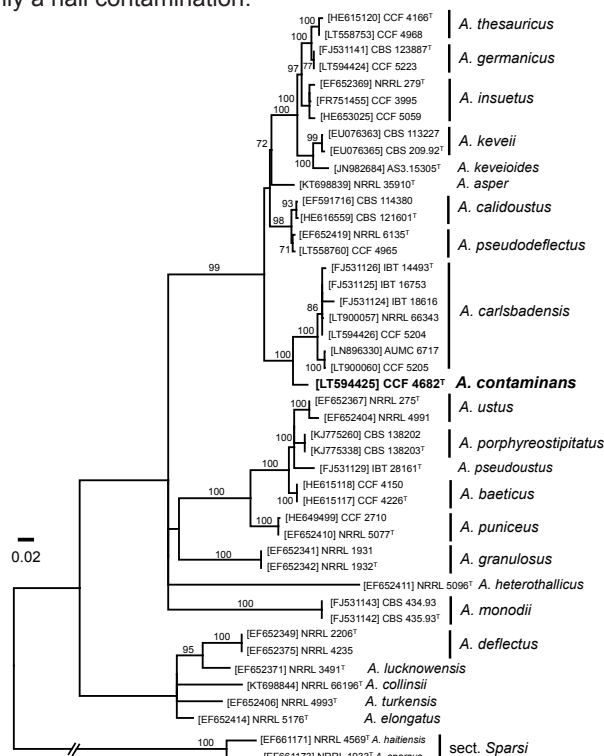 ly a nail contamination.
100
[HE615120] CCF 4166ᵀ
[LT558753] CCF 4968
A. thesauricus
100
[FJ531141] CBS 123887ᵀ
77
[LT594424] CCF 5223
A. germanicus
97
[EF652369] NRRL 279ᵀ
100
[FR751455] CCF 3995
A. insuetus
100
[HE653025] CCF 5059
99
[EU076363] CBS 113227
[EU076365] CBS 209.92ᵀ
A. keveii
72
100
[JN982684] AS3.15305ᵀ A. keveioides
[KT698839] NRRL 35910ᵀ A. asper
93
[EF591716] CBS 114380
[HE616559] CBS 121601ᵀ
A. calidoustus
98
[EF652419] NRRL 6135ᵀ
71
[LT558760] CCF 4965
A. pseudodeflectus
99
[FJ531126] IBT 14493ᵀ
[FJ531125] IBT 16753
[FJ531124] IBT 18616
86
[LT900057] NRRL 66343
A. carlsbadensis
100
[LT594426] CCF 5204
[LN896330] AUMC 6717
100
100
[LT900060] CCF 5205
[LT594425] CCF 4682ᵀ A. contaminans
100
[EF652367] NRRL 275ᵀ
[EF652404] NRRL 4991
A. ustus
100
[KJ775260] CBS 138202
[KJ775338] CBS 138203ᵀ
A. porphyreostipitatus
100
[FJ531129] IBT 28161ᵀ A. pseudoustus
[HE615118] CCF 4150
100
[HE615117] CCF 4226ᵀ
A. baeticus
100
[HE649499] CCF 2710
100
[EF652410] NRRL 5077ᵀ
A. puniceus
100
[EF652341] NRRL 1931
[EF652342] NRRL 1932ᵀ
A. granulosus
0.02
[EF652411] NRRL 5096ᵀ A. heterothallicus
100
[FJ531143] CBS 434.93
[FJ531142] CBS 435.93ᵀ
A. monodii
100
[EF652349] NRRL 2206ᵀ
[EF652375] NRRL 4235
A. deflectus
95
[EF652371] NRRL 3491ᵀ A. lucknowensis
[KT698844] NRRL 66196ᵀ A. collinsii
[EF652406] NRRL 4993ᵀ A. turkensis
[EF652414] NRRL 5176ᵀ A. elongatus
100
[EF661171] NRRL 4569ᵀ A. haitiensis
sect. Sparsi